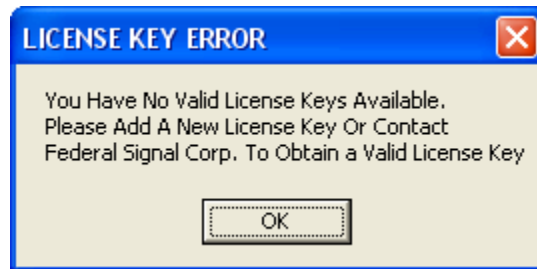 LICENSE KEY ERROR
You Have No Valid License Keys Available.
Please Add A New License Key Or Contact
Federal Signal Corp. To Obtain a Valid License Key
OK